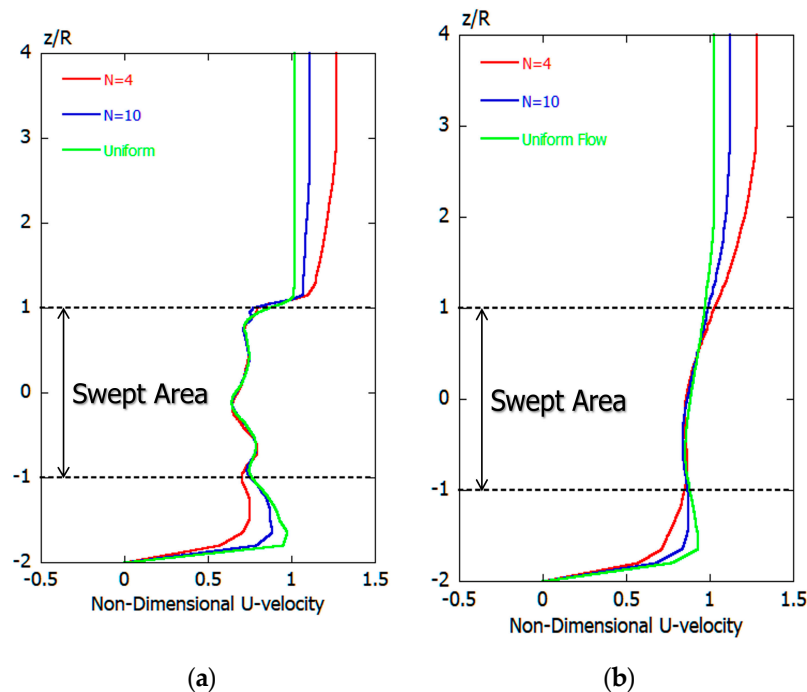 z/R
4
N=4
N=10
3
Uniform
2
1
Swept Area
0
-1
-2
-0.5
0
0.5
1
1.5
Non-Dimensional U-velocity
(a)
z/R
4
N=4
N=10
3
Uniform Flow
2
1
Swept Area
0
-1
-2
-0.5
0
0.5
1
1.5
Non-Dimensional U-velocity
(b)